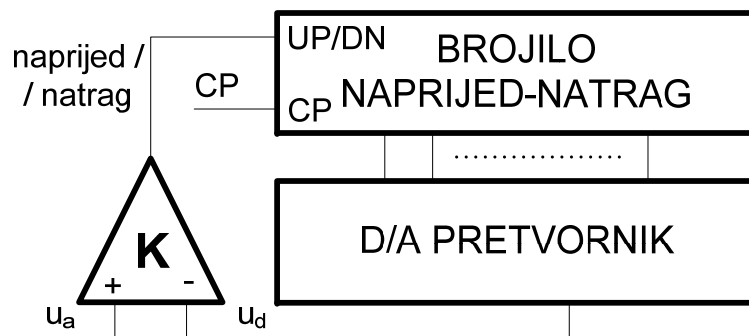 UP/DN
BROJILO
NAPRIJED-NATRAG
naprijed /
/ natrag
CP
CP
D/A PRETVORNIK
K
+
-
ua
ud